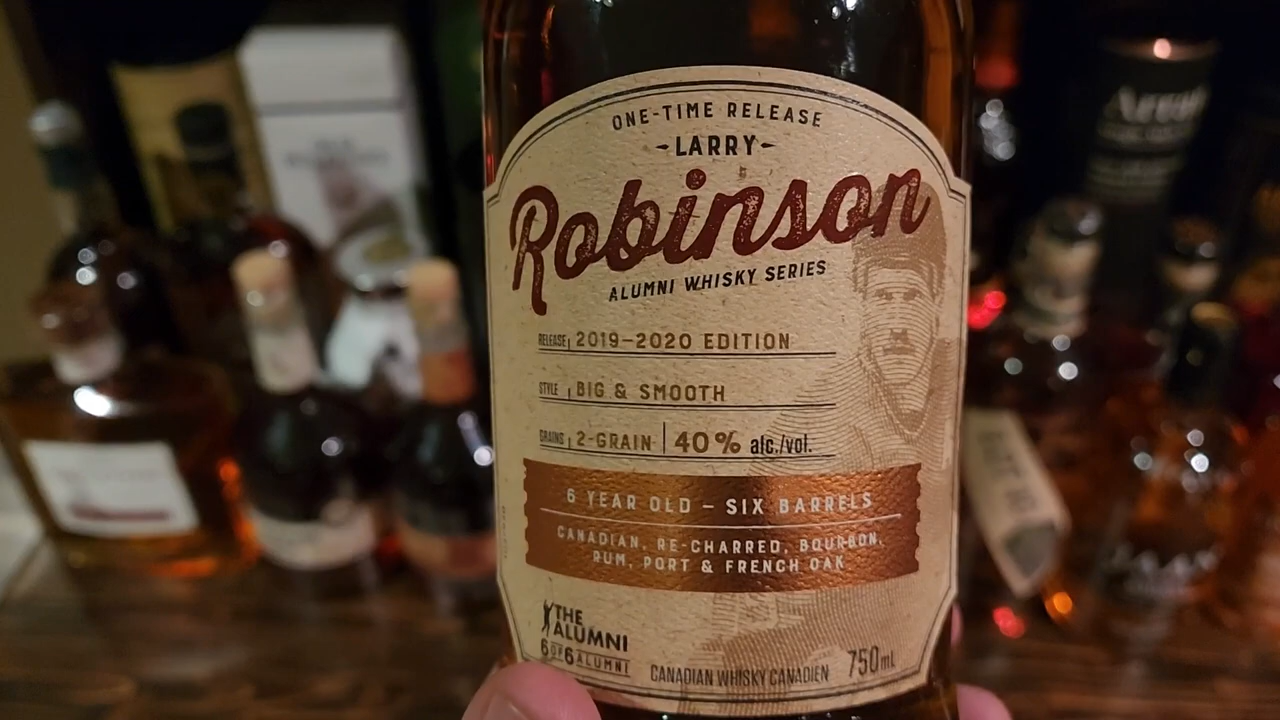 ONE-TIME RELEASE
-LARRY-
Robinson
ALUMNI WHISKY SERIES
RELEASE 2019-2020 EDITION
STYLE BIG & SMOOTH
GRAINS 2-GRAIN 40% alc./vol.
6 YEAR OLD - SIX BARRELS
CANADIAN, RE-CHARRED, BOURBON,
RUM, PORT & FRENCH OAK
THE
ALUMNI
6 OF 6 ALUMNI
CANADIAN WHISKY CANADIEN 750mL
Arran